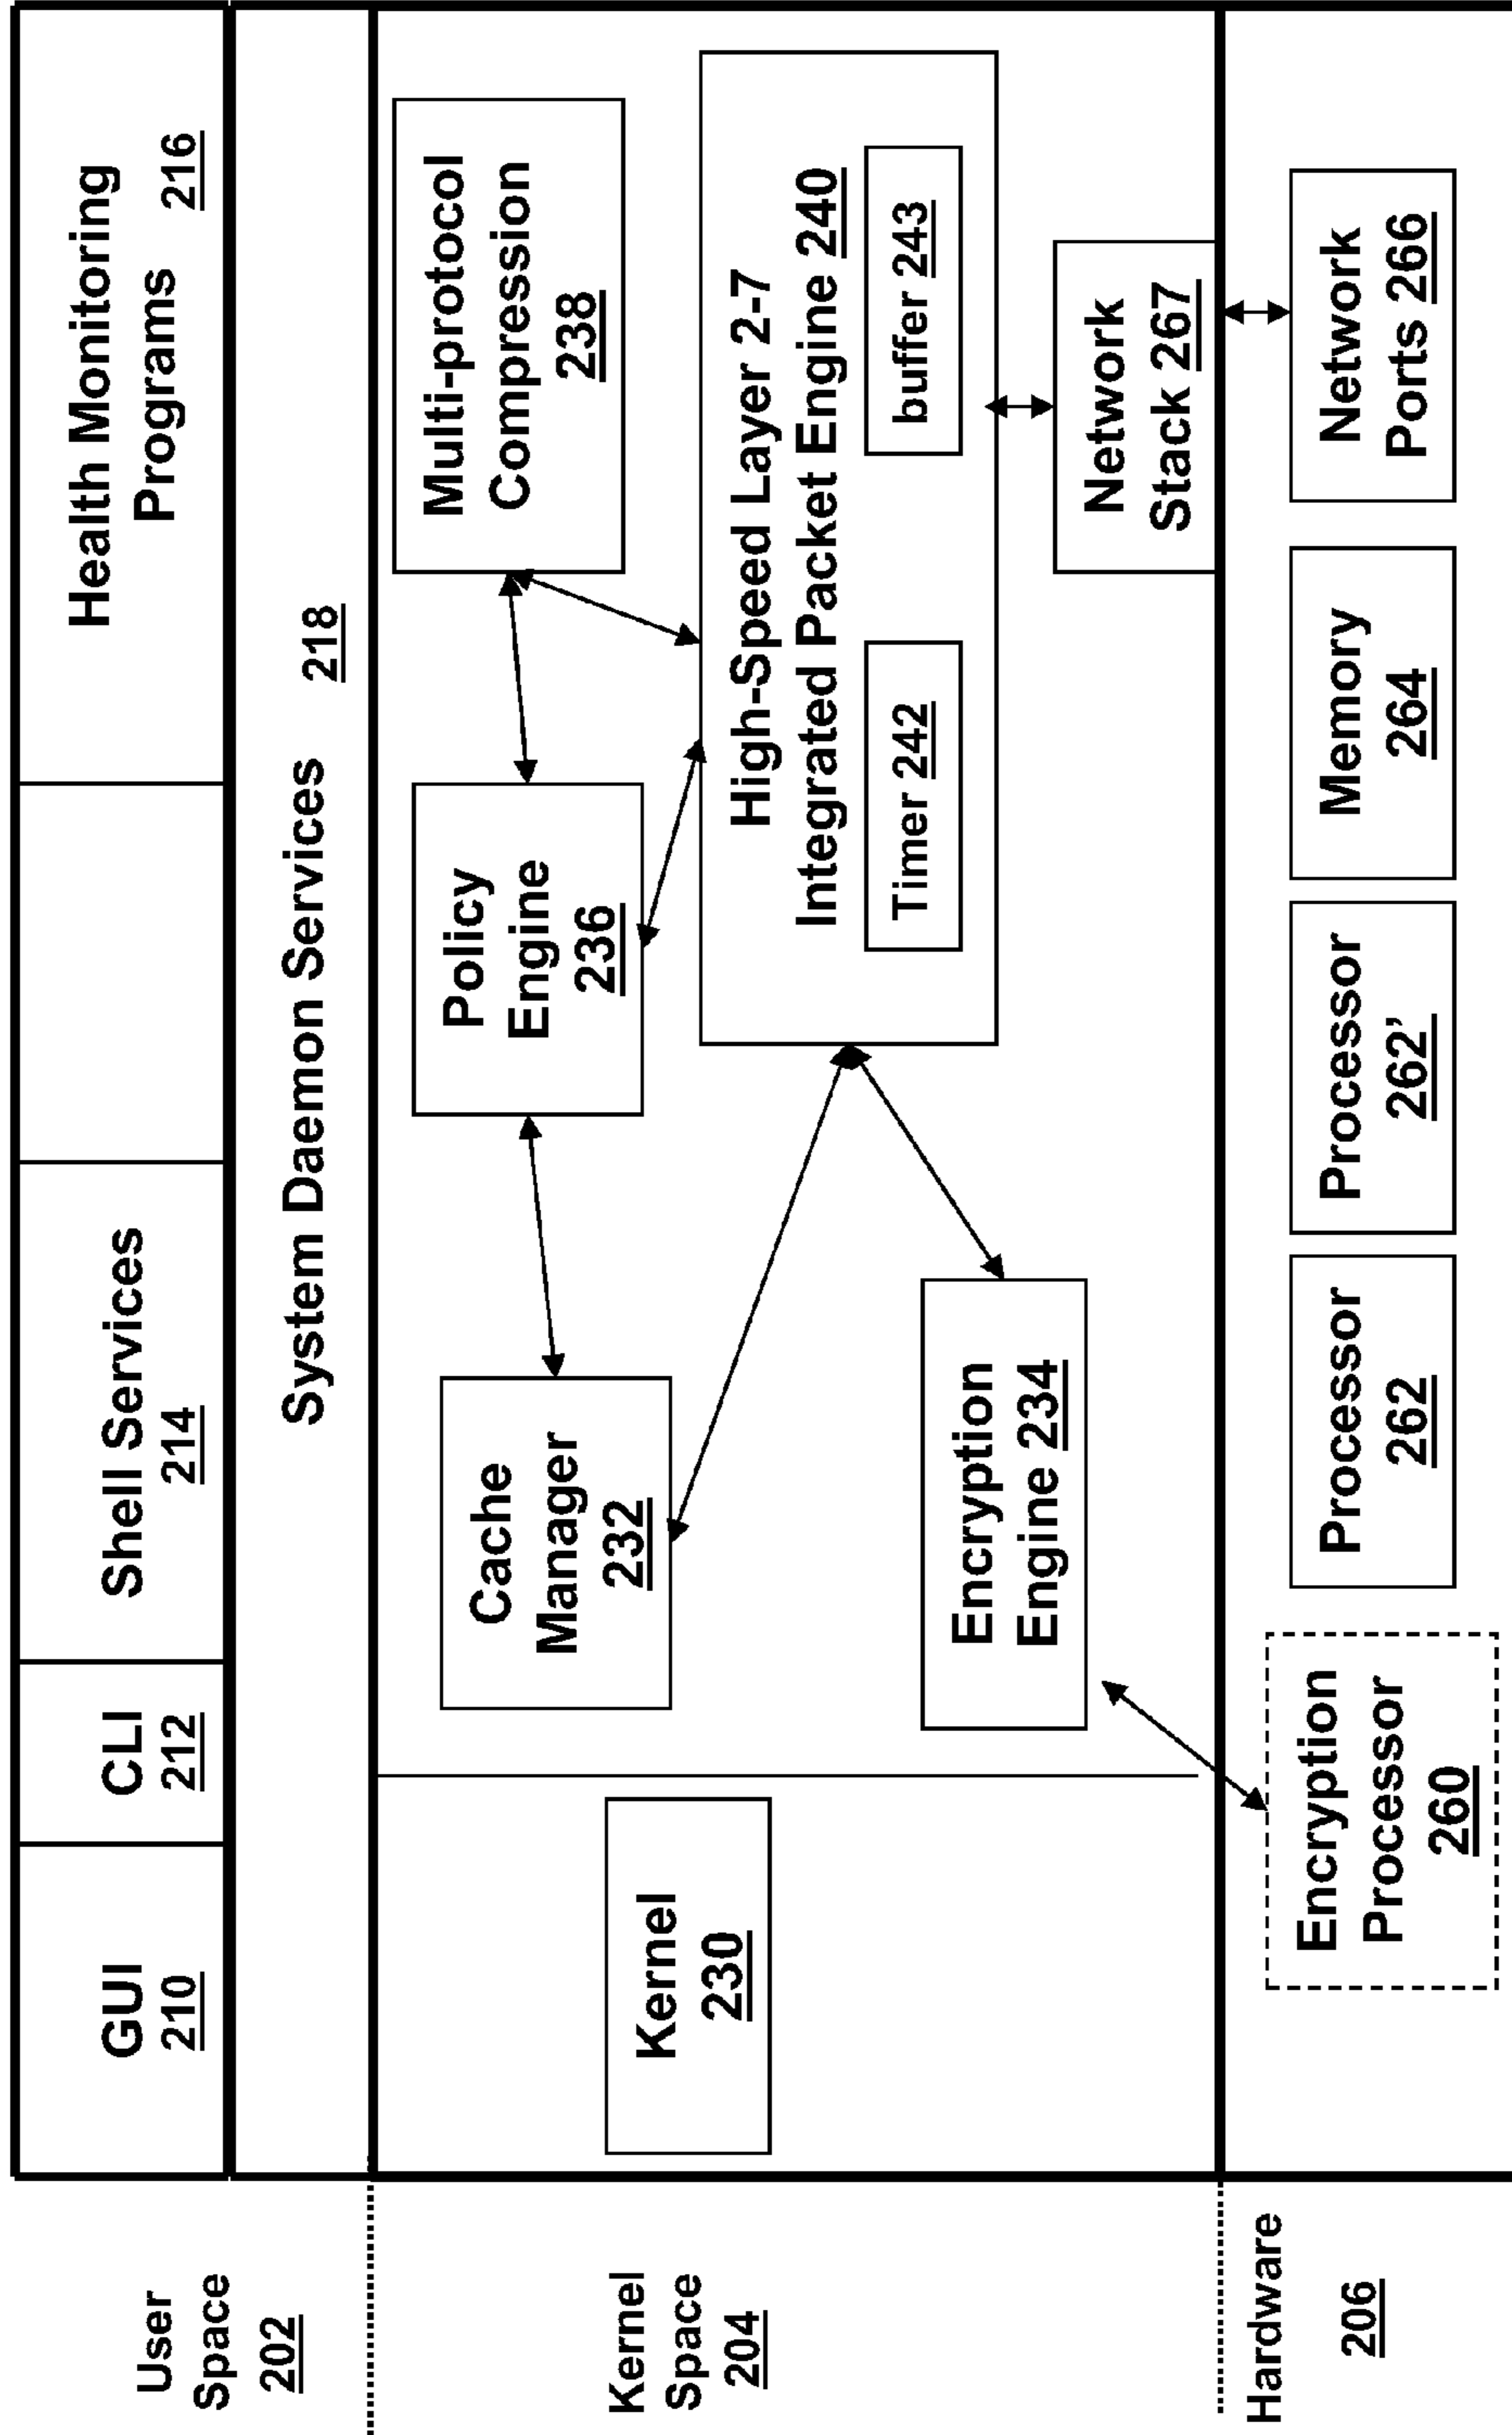 User
Space
202
GUI
210
CLI
212
Shell Services
214
Health Monitoring
Programs 216
System Daemon Services 218
Kernel
Space
204
Kernel
230
Cache
Manager
232
Policy
Engine
236
Multi-protocol
Compression
238
Encryption
Engine 234
High-Speed Layer 2-7
Integrated Packet Engine 240
Timer 242
buffer 243
Network
Stack 267
Hardware
206
Encryption
Processor
260
Processor
262
Processor
262’
Memory
264
Network
Ports 266